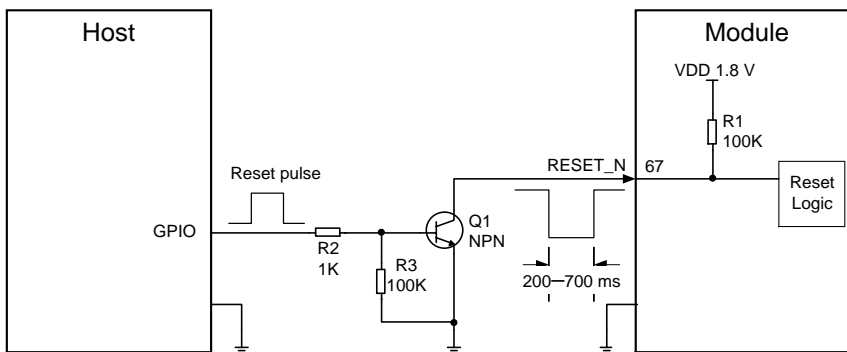 Host
Module
VDD 1.8 V
R1
100K
RESET_N
67
Reset
Logic
Reset pulse
GPIO
R2
1K
R3
100K
Q1
NPN
200—700 ms